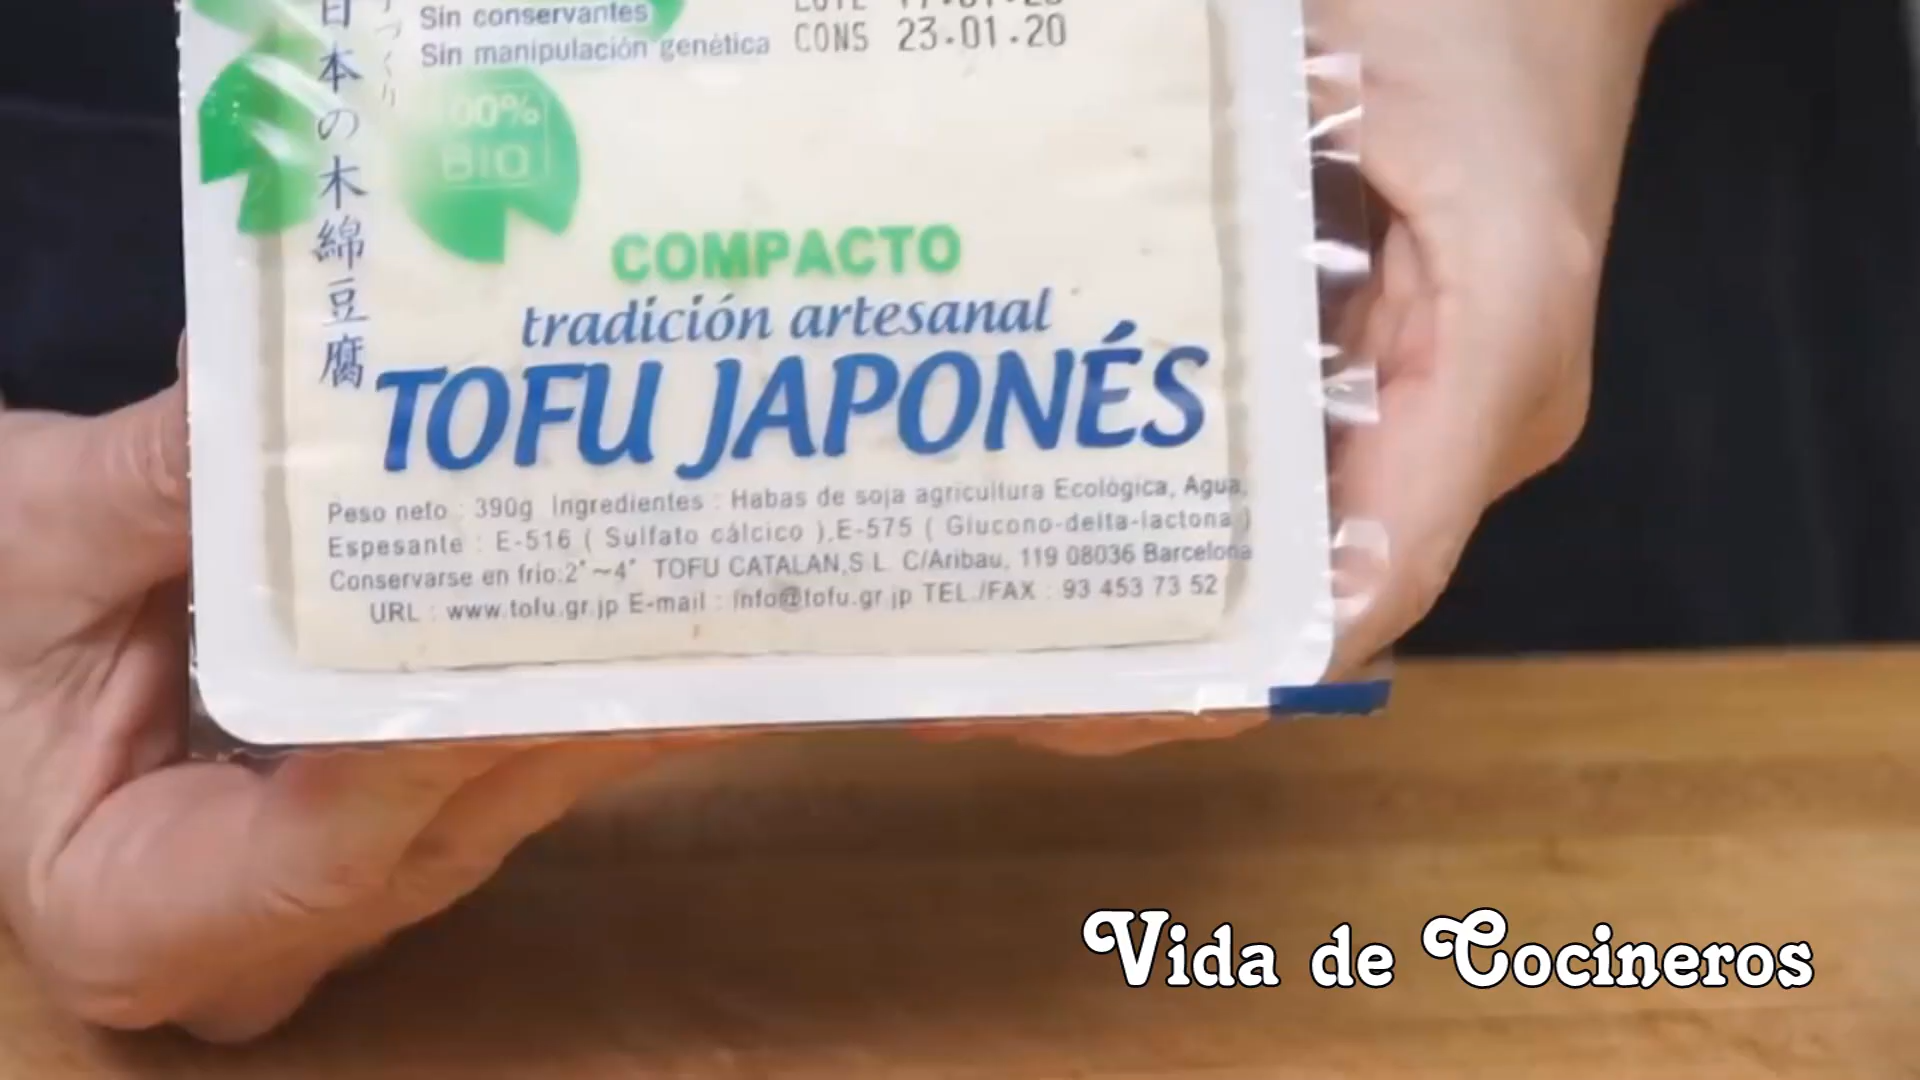 日本の木綿豆腐
Sin conservantes
Sin manipulación genética
CONS 23.01.20
100%
BIO
COMPACTO
tradición artesanal
TOFU JAPONÉS
Peso neto : 390g Ingredientes : Habas de soja agricultura Ecológica, Agua,
Espesante : E-516 ( Sulfato cálcico ),E-575 ( Glucono-delta-lactona )
Conservarse en frío:2°~4° TOFU CATALAN,S.L. C/Aribau, 119 08036 Barcelona
URL : www.tofu.gr.jp E-mail : info@tofu.gr.jp TEL./FAX : 93 453 73 52
Vida de Cocineros